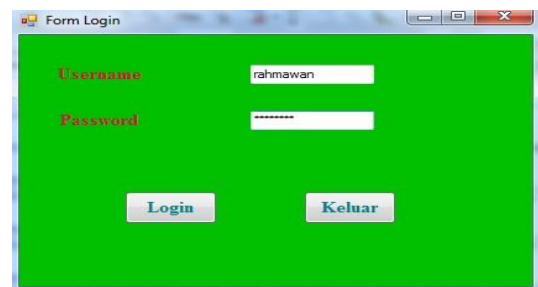 Form Login
Username rahmawan
Password ********
Login Keluar